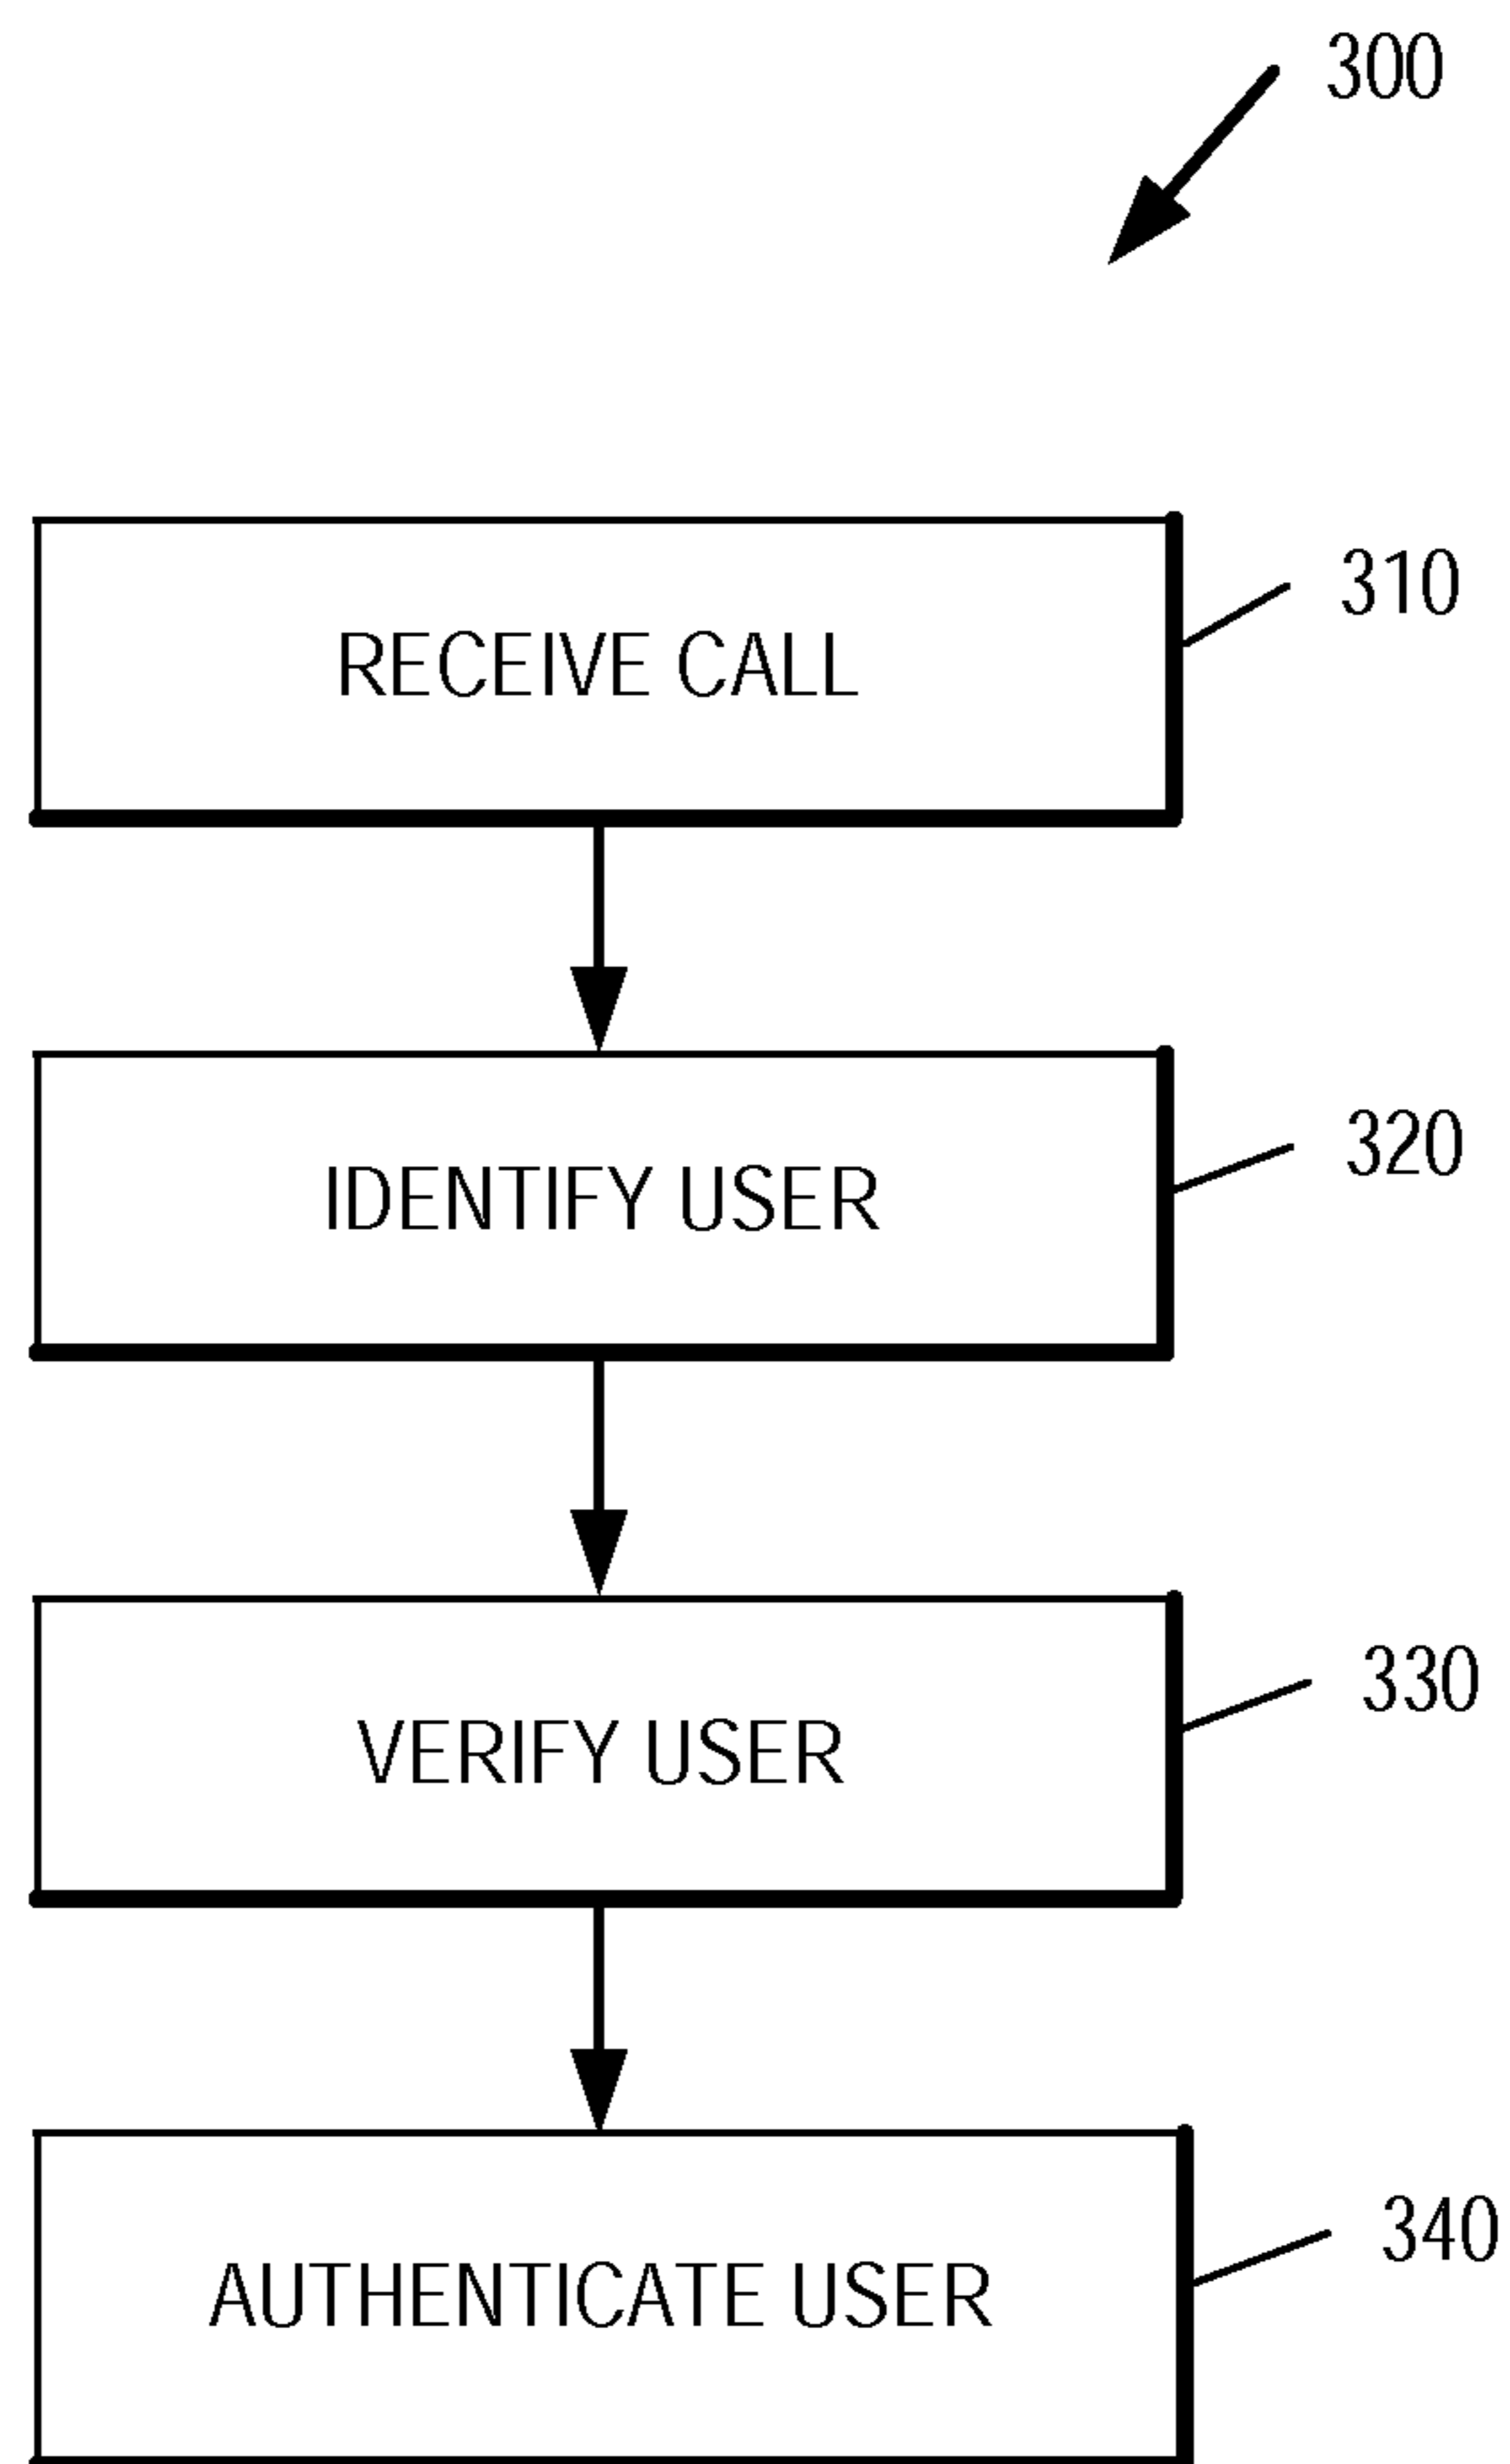 300
310
RECEIVE CALL
320
IDENTIFY USER
330
VERIFY USER
340
AUTHENTICATE USER